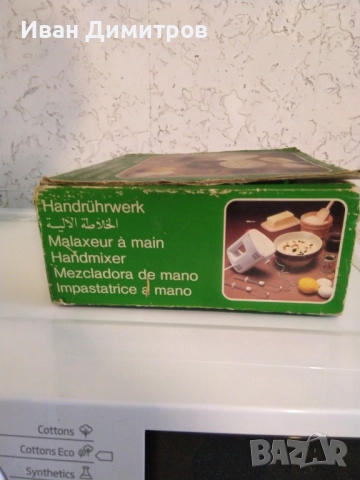 Иван Димитров
Handrührwerk
الخلاطة الآلية
Malaxeur à main
Handmixer
Mezcladora de mano
Impastatrice a mano
Cottons
Cottons Eco
Synthetics
BAZAR